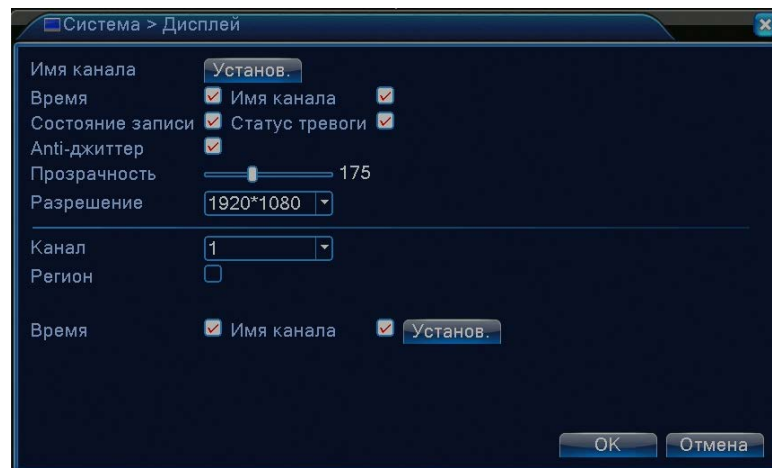 Система > Дисплей
Имя канала Установ.
Время Имя канала
Состояние записи Статус тревоги
Anti-джиттер
Прозрачность 175
Разрешение 1920*1080
Канал 1
Регион
Время Имя канала Установ.
OK Отмена